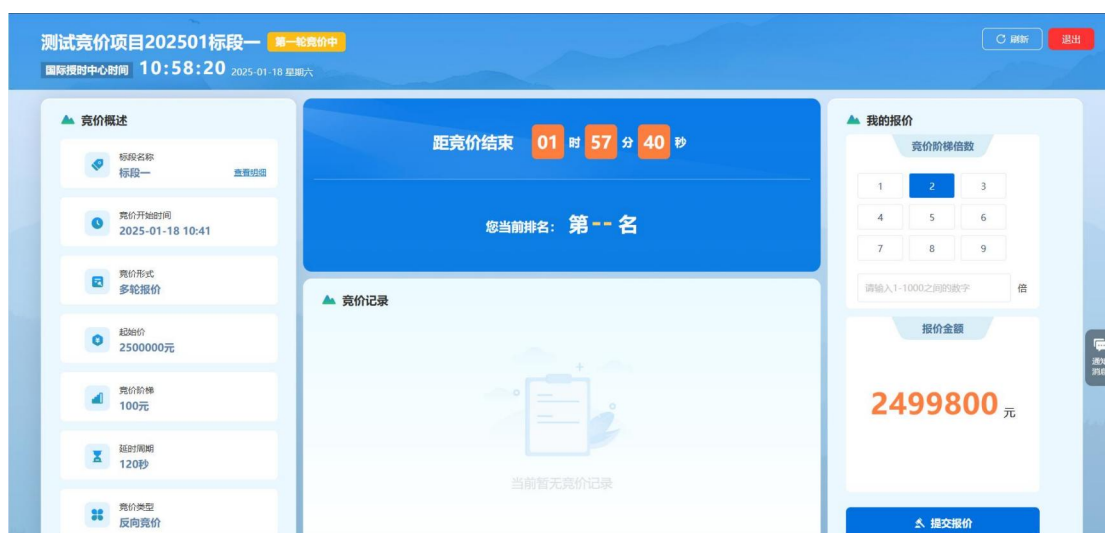 测试竞价项目202501标段一 第一轮竞价中
刷新 退出
国际授时中心时间 10:58:20 2025-01-18 星期六
竞价概述
标段名称
标段一 查看明细
竞价开始时间
2025-01-18 10:41
竞价形式
多轮报价
起始价
2500000元
竞价阶梯
100元
延时周期
120秒
竞价类型
反向竞价
距竞价结束 01 时 57 分 40 秒
您当前排名: 第 -- 名
竞价记录
当前暂无竞价记录
我的报价
竞价阶梯倍数
1 2 3
4 5 6
7 8 9
请输入1-1000之间的数字 倍
报价金额
2499800 元
提交报价
通知
消息